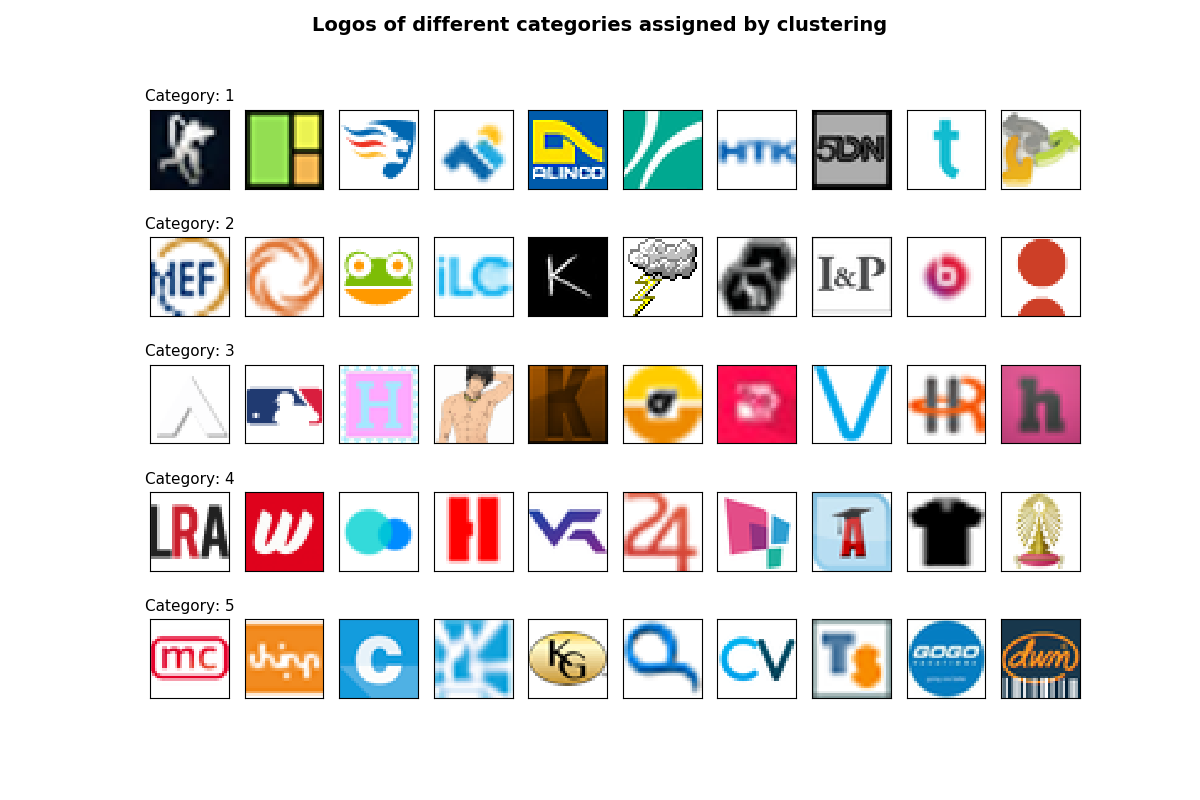 Logos of different categories assigned by clustering
Category: 1
ALINCO
HTK
5DN
t
Category: 2
MEF
iLC
K
I&P
b
Category: 3
H
K
V
HR
h
Category: 4
LRA
W
H
VR
24
A
Category: 5
mc
C
KG
CV
TS
GOGO
dwm